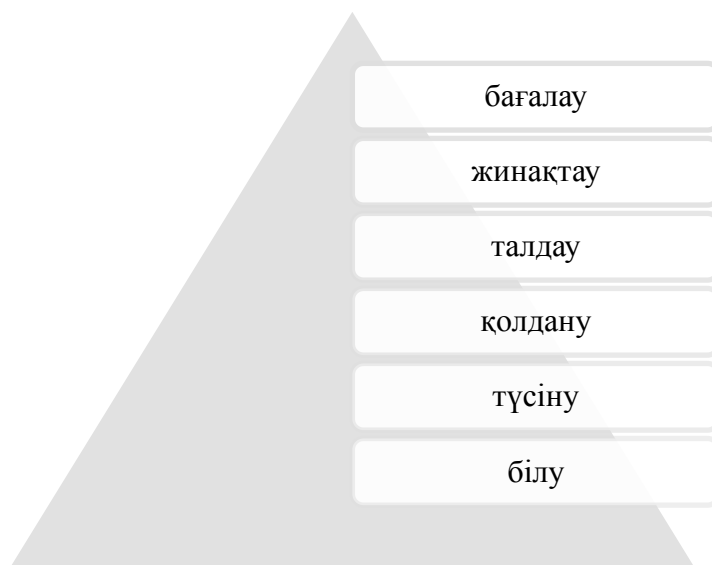 бағалау
жинақтау
талдау
қолдану
түсіну
білу